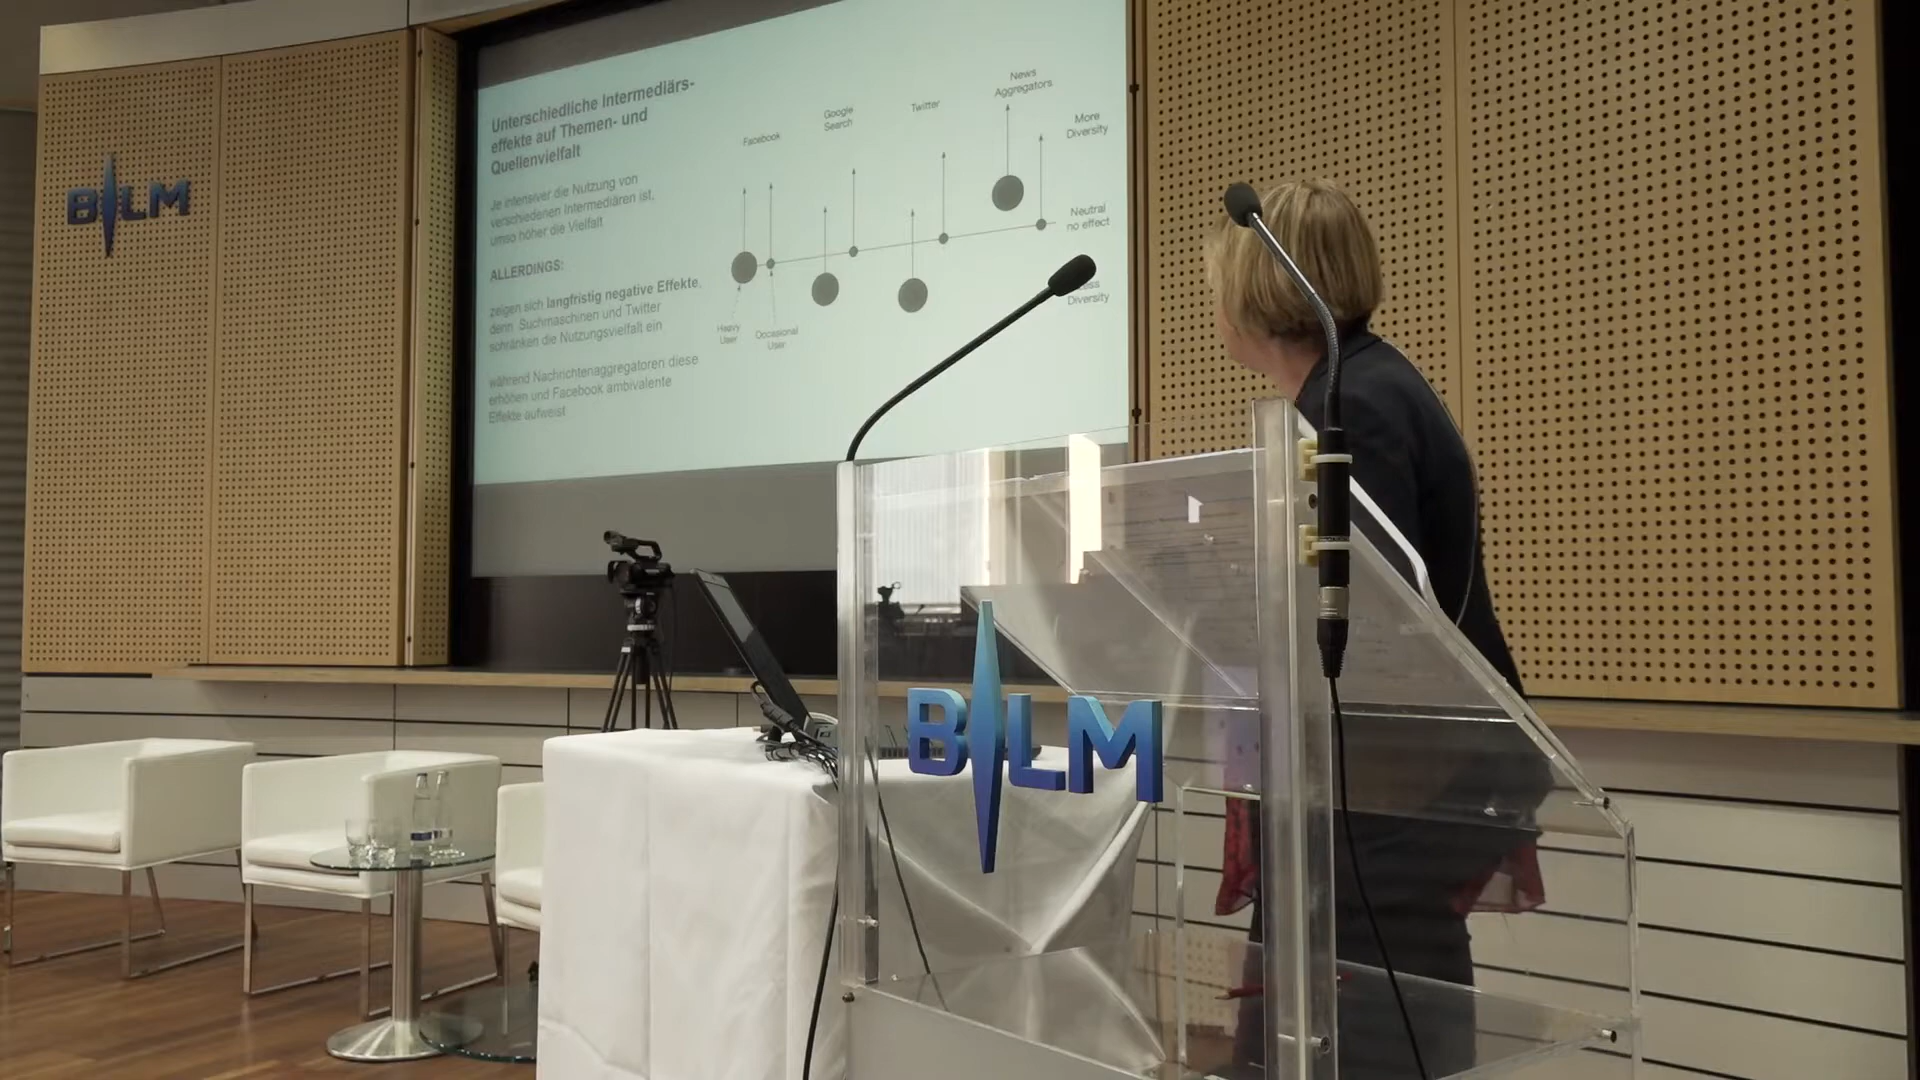 BLM
Unterschiedliche Intermediärs-
effekte auf Themen- und
Quellenvielfalt
Je intensiver die Nutzung von
verschiedenen Intermediären ist,
umso höher die Vielfalt
ALLERDINGS:
zeigen sich langfristig negative Effekte,
denn Suchmaschinen und Twitter
schränken die Nutzungsvielfalt ein
während Nachrichtenaggregatoren diese
erhöhen und Facebook ambivalente
Effekte aufweist
Facebook
Google
Search
Twitter
News
Aggregators
More
Diversity
Neutral
no effect
Diversity
Heavy
User
Occasional
User
BLM